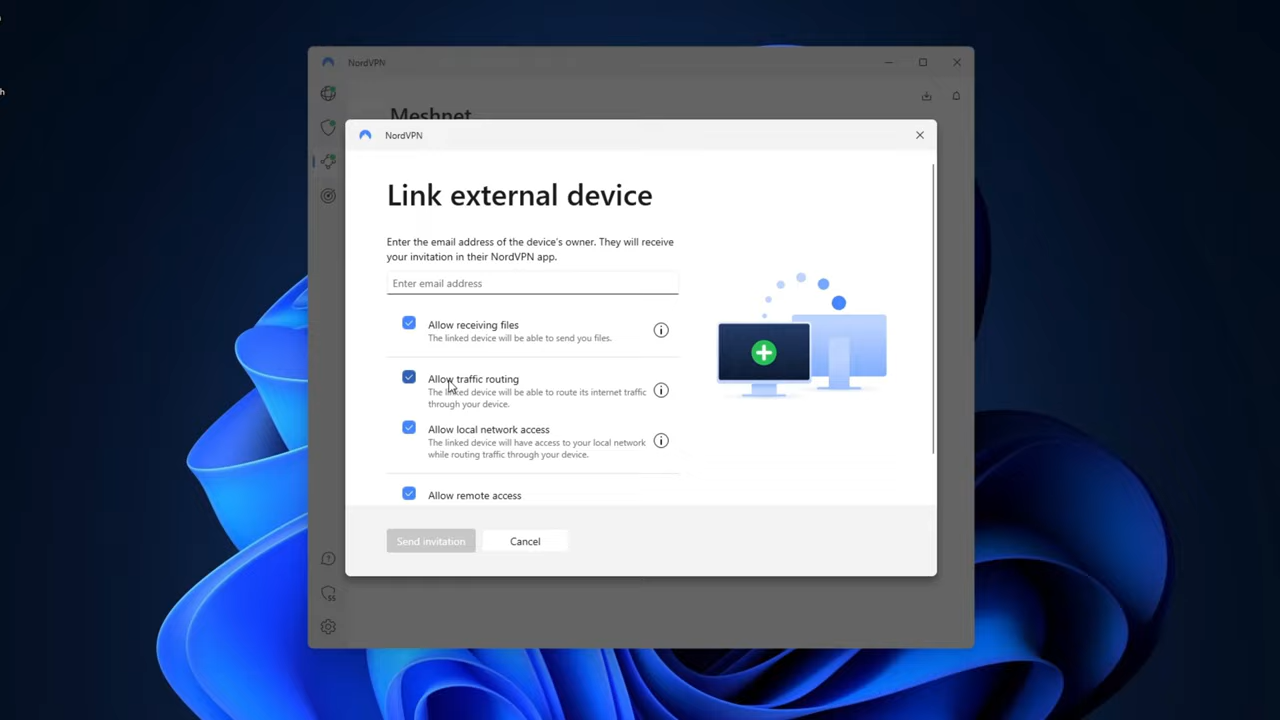 h
NordVPN
Meshnet
NordVPN
Link external device
Enter the email address of the device's owner. They will receive
your invitation in their NordVPN app.
Enter email address
Allow receiving files
The linked device will be able to send you files.
Allow traffic routing
The linked device will be able to route its internet traffic
through your device.
Allow local network access
The linked device will have access to your local network
while routing traffic through your device.
Allow remote access
Send invitation
Cancel
55